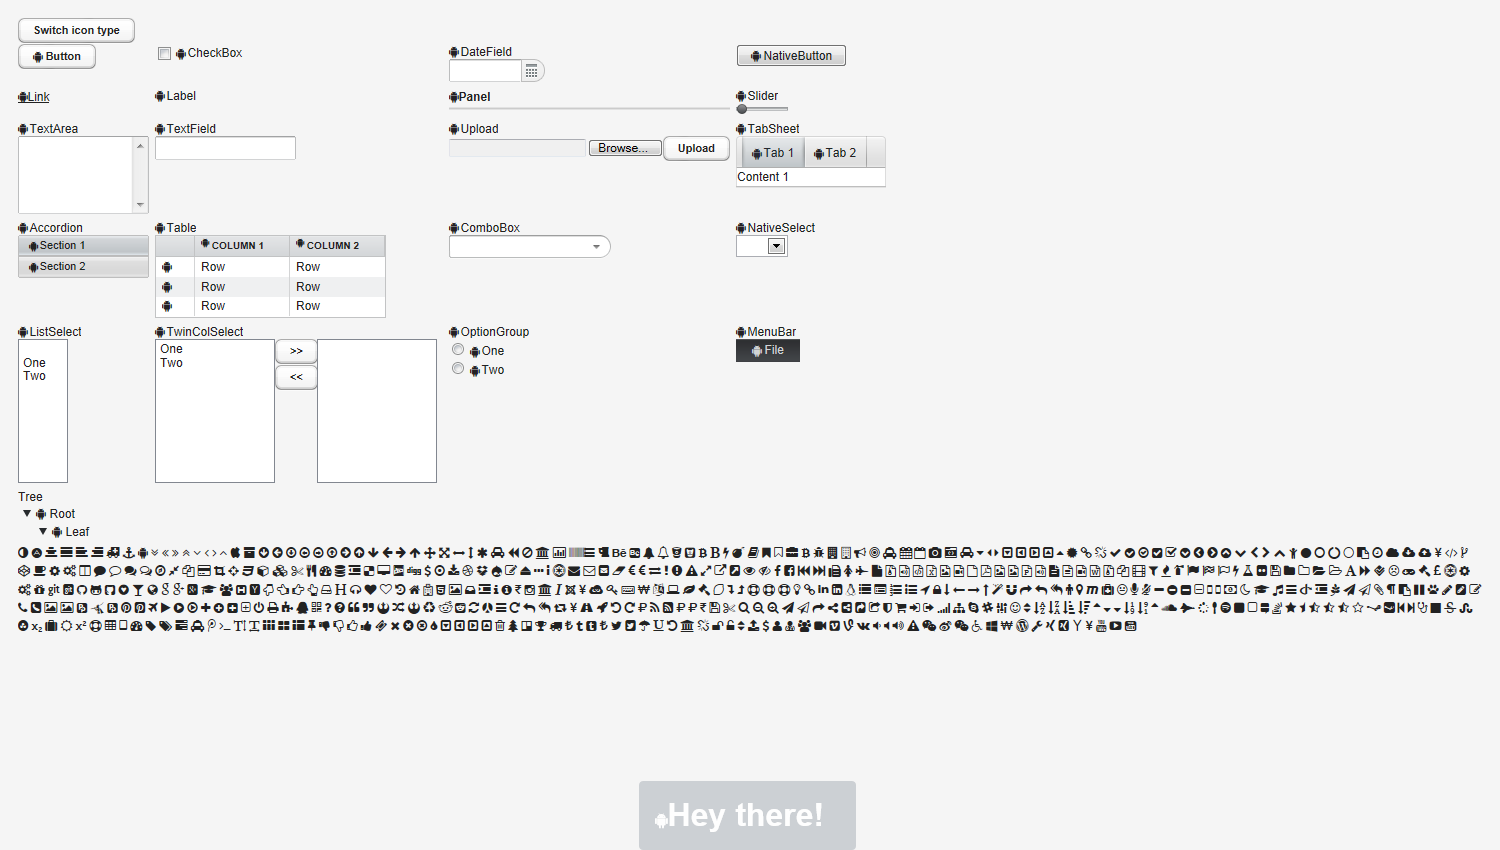 Switch icon type
Button CheckBox DateField NativeButton
Link Label Panel Slider
TextArea TextField Upload TabSheet
Browse... Upload Tab 1 Tab 2
Content 1
Accordion Table ComboBox NativeSelect
Section 1 COLUMN 1 COLUMN 2
Section 2 Row Row
Row Row
Row Row
ListSelect TwinColSelect OptionGroup MenuBar
One >> One File
One
Two
Two << Two
Tree
Root
Leaf
Hey there!